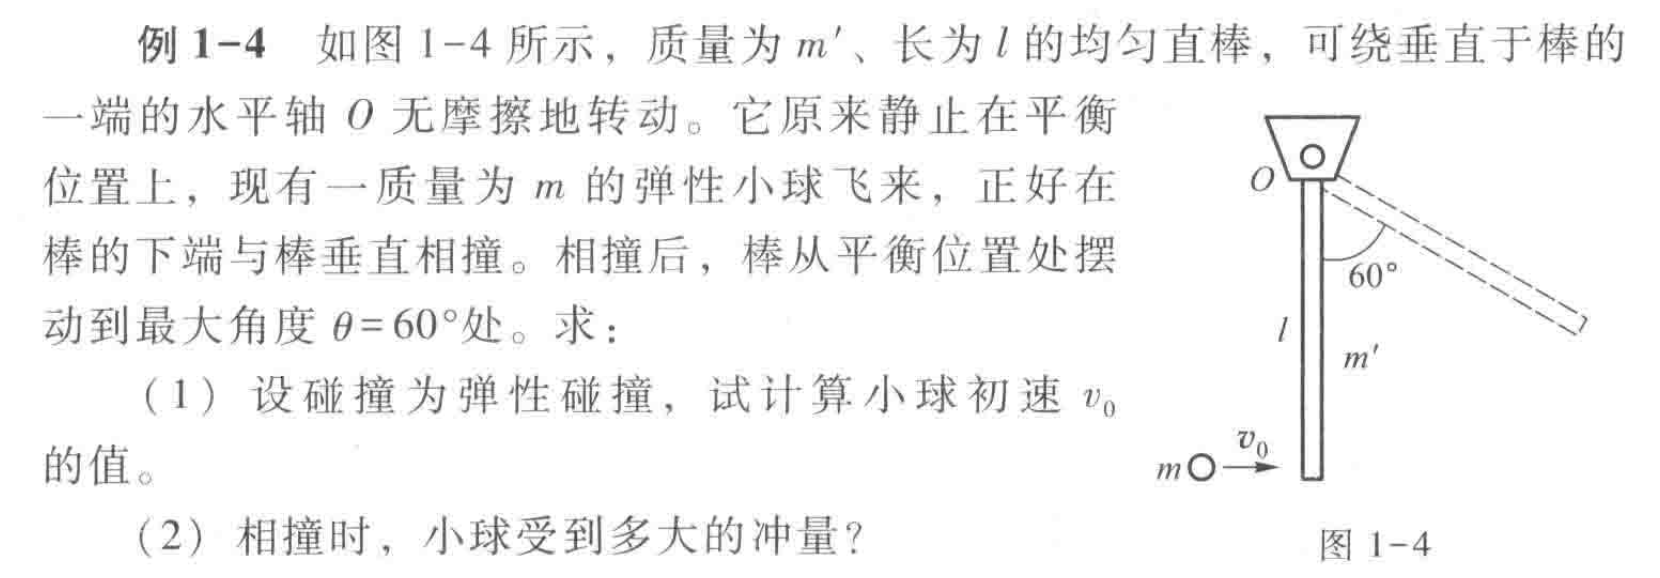 例 1-4 如图 1-4 所示，质量为 m′、长为 l 的均匀直棒，可绕垂直于棒的
一端的水平轴 O 无摩擦地转动。它原来静止在平衡
位置上，现有一质量为 m 的弹性小球飞来，正好在
棒的下端与棒垂直相撞。相撞后，棒从平衡位置处摆
动到最大角度 θ=60°处。求：
（1）设碰撞为弹性碰撞，试计算小球初速 v₀
的值。
（2）相撞时，小球受到多大的冲量？
O
60°
l
m′
v₀
m
图 1-4